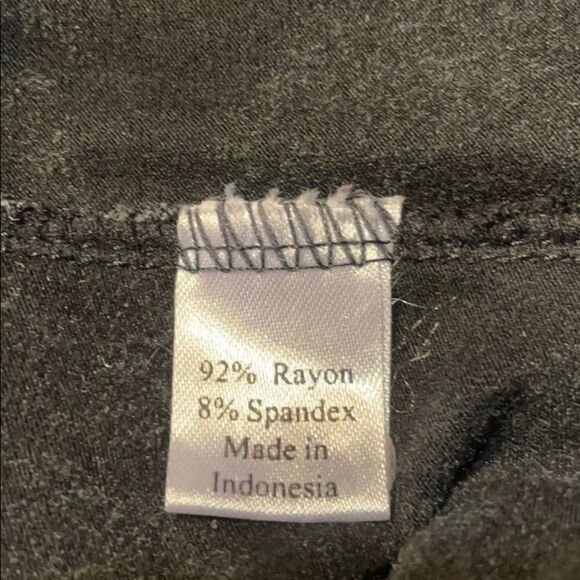 92% Rayon
8% Spandex
Made in
Indonesia